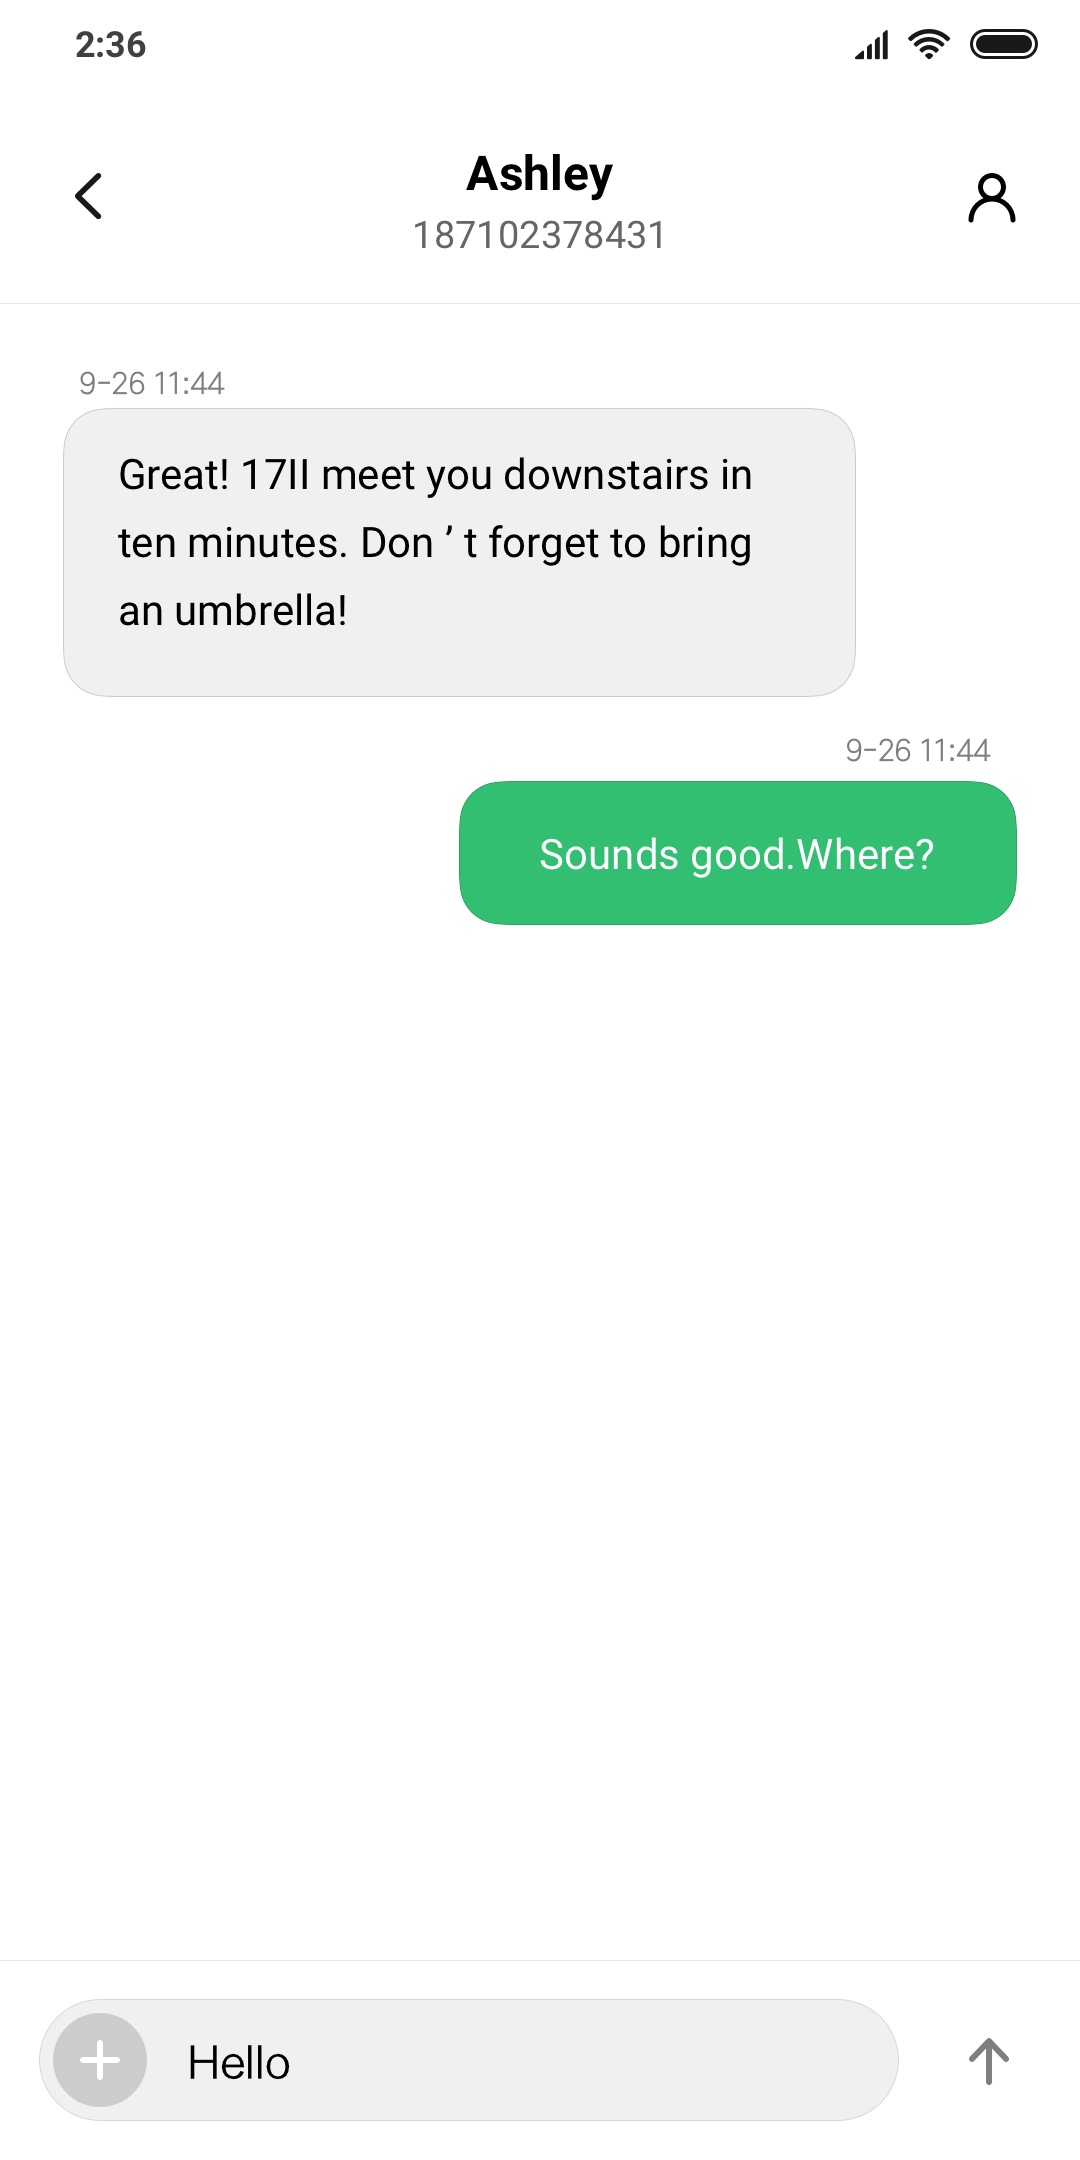 2:36
Ashley
187102378431
9-26 11:44
Great! 17ll meet you downstairs in
ten minutes. Don ’ t forget to bring
an umbrella!
9-26 11:44
Sounds good.Where?
Hello